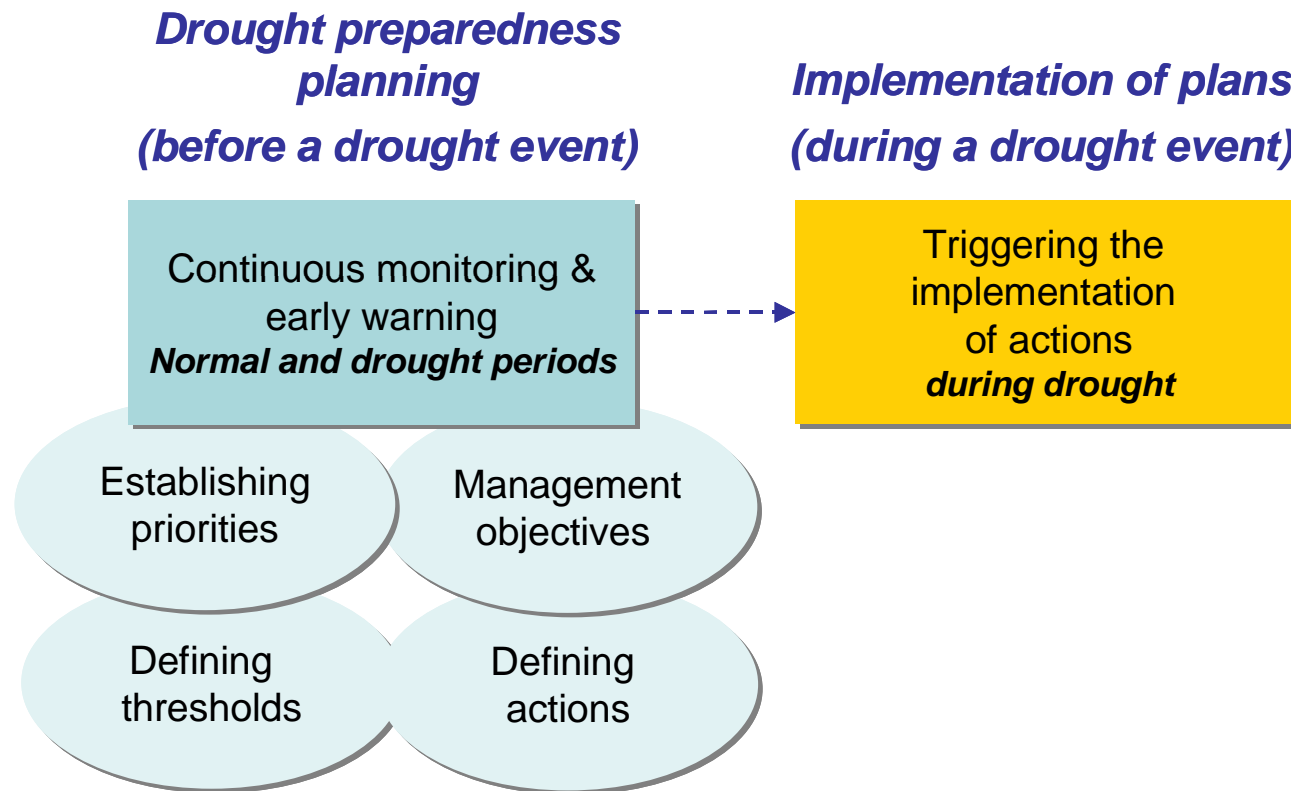 Drought preparedness
planning
(before a drought event)
Implementation of plans
(during a drought event)
Continuous monitoring &
early warning
Normal and drought periods
Triggering the
implementation
of actions
during drought
Establishing
priorities
Management
objectives
Defining
thresholds
Defining
actions